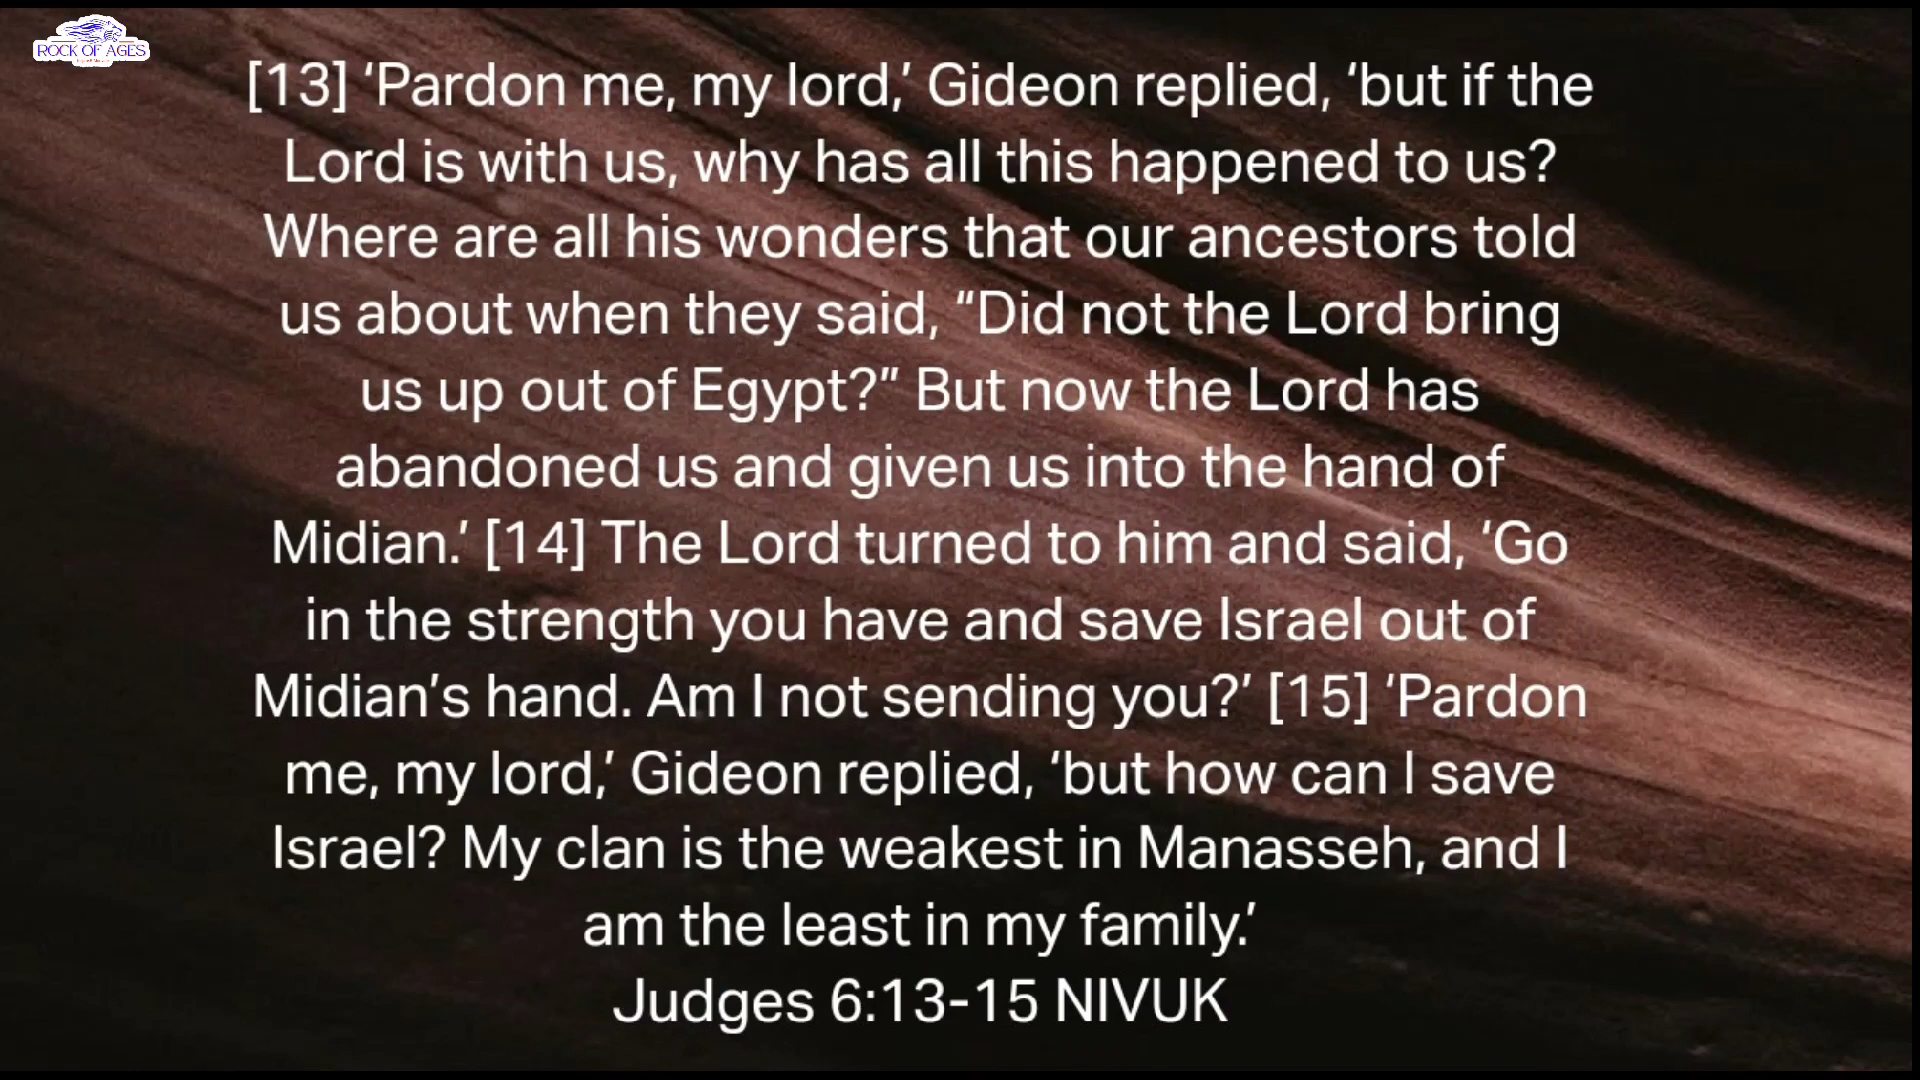 ROCK OF AGES
[13] ‘Pardon me, my lord,’ Gideon replied, ‘but if the
Lord is with us, why has all this happened to us?
Where are all his wonders that our ancestors told
us about when they said, “Did not the Lord bring
us up out of Egypt?” But now the Lord has
abandoned us and given us into the hand of
Midian.’ [14] The Lord turned to him and said, ‘Go
in the strength you have and save Israel out of
Midian’s hand. Am I not sending you?’ [15] ’Pardon
me, my lord,’ Gideon replied, ‘but how can I save
Israel? My clan is the weakest in Manasseh, and I
am the least in my family.’
Judges 6:13-15 NIVUK